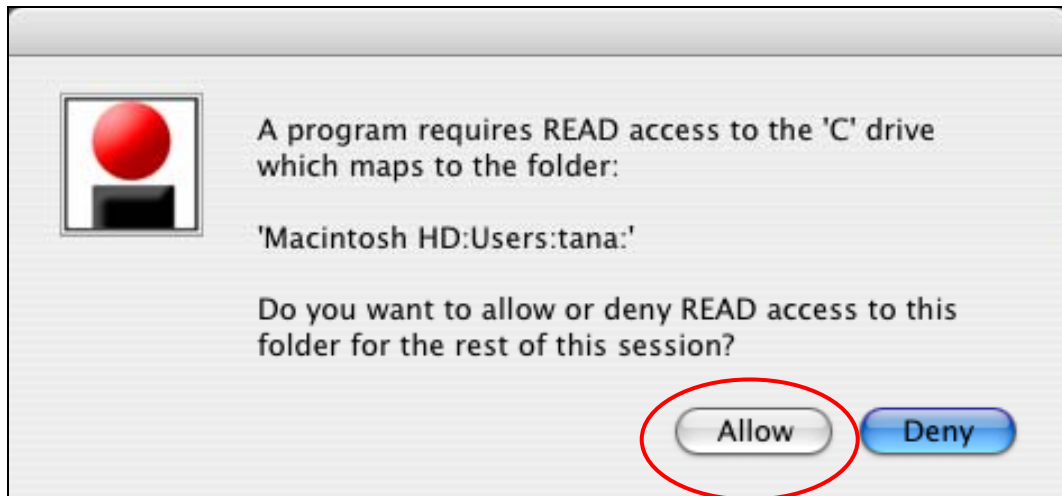 A program requires READ access to the 'C' drive
which maps to the folder:
'Macintosh HD:Users:tana:'
Do you want to allow or deny READ access to this
folder for the rest of this session?
Allow Deny